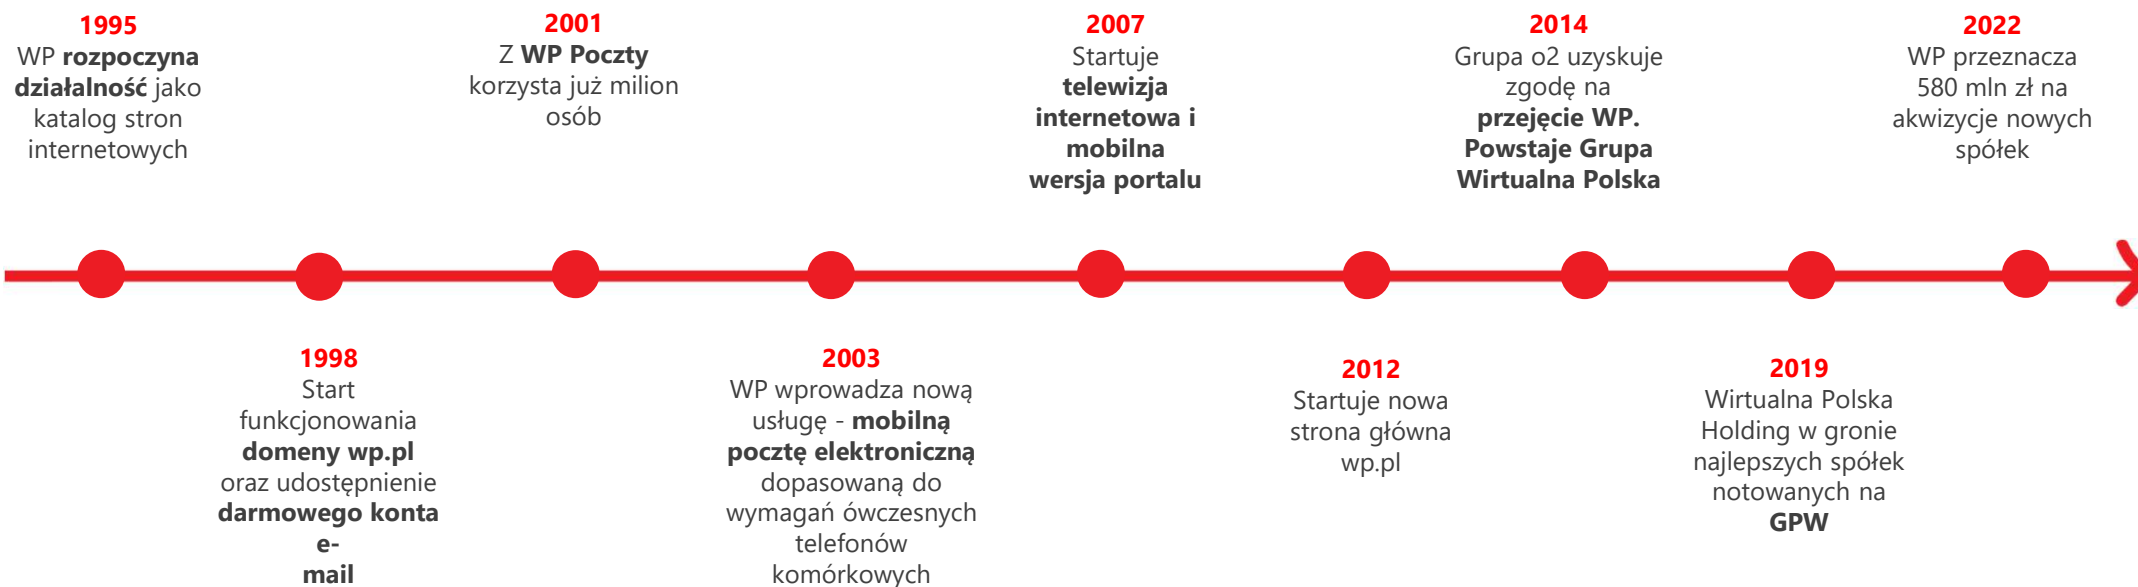 1995
WP rozpoczyna
działalność jako
katalog stron
internetowych
2001
Z WP Poczty
korzysta już milion
osób
2007
Startuje
telewizja
internetowa i
mobilna
wersja portalu
2014
Grupa o2 uzyskuje
zgodę na
przejęcie WP.
Powstaje Grupa
Wirtualna Polska
2022
WP przeznacza
580 mln zł na
akwizycje nowych
spółek
1998
Start
funkcjonowania
domeny wp.pl
oraz udostępnienie
darmowego konta
e-
mail
2003
WP wprowadza nową
usługę - mobilną
pocztę elektroniczną
dopasowaną do
wymagań ówczesnych
telefonów
komórkowych
2012
Startuje nowa
strona główna
wp.pl
2019
Wirtualna Polska
Holding w gronie
najlepszych spółek
notowanych na
GPW